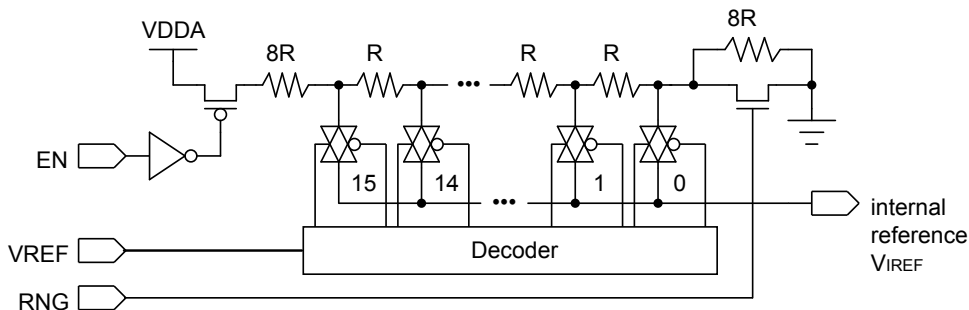 VDDA
8R
R
R
R
8R
EN
15
14
1
0
internal
reference
VIREF
Decoder
VREF
RNG